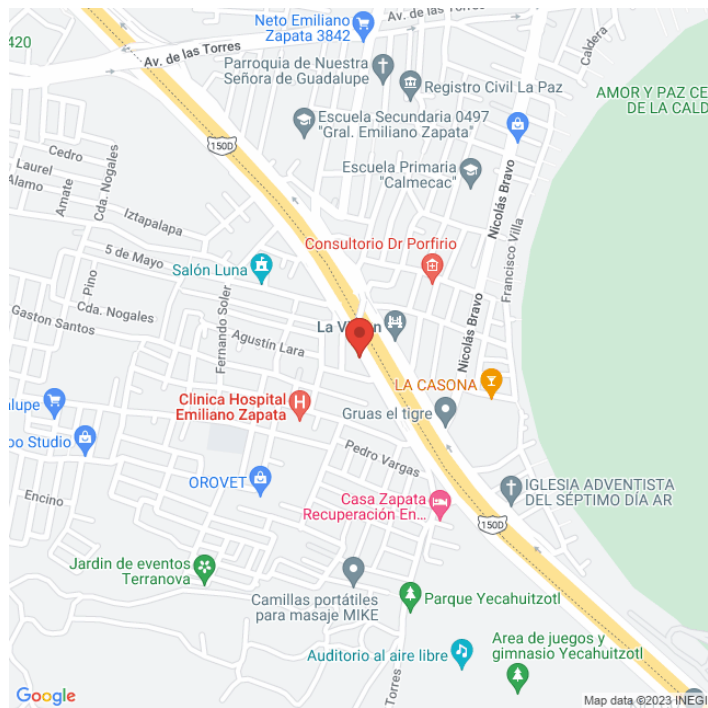 Neto Emiliano
Zapata 3842
Av. de las Torres
Caldera
420
Av. de las Torres
Parroquia de Nuestra
Señora de Guadalupe
Registro Civil La Paz
AMOR Y PAZ CE
DE LA CALD
Escuela Secundaria 0497
"Gral. Emiliano Zapata"
150D
Cedro
Laurel
Alamo
Amate
Cda. Nogales
Escuela Primaria
"Calmecac"
Nicolás Bravo
Iztapalapa
5 de Mayo
Salón Luna
Consultorio Dr Porfirio
Francisco Villa
Pino
Cda. Nogales
Gaston Santos
Fernando Soler
Agustín Lara
La V
n
Nicolás Bravo
LA CASONA
Clinica Hospital
Emiliano Zapata
Gruas el tigre
alupe
oo Studio
Pedro Vargas
OROVET
Encino
IGLESIA ADVENTISTA
DEL SÉPTIMO DÍA AR
Casa Zapata
Recuperación En...
150D
Jardin de eventos
Terranova
Camillas portátiles
para masaje MIKE
Parque Yecahuitzotl
Auditorio al aire libre
Area de juegos y
gimnasio Yecahuitzotl
Torres
Google
Map data ©2023 INEGI